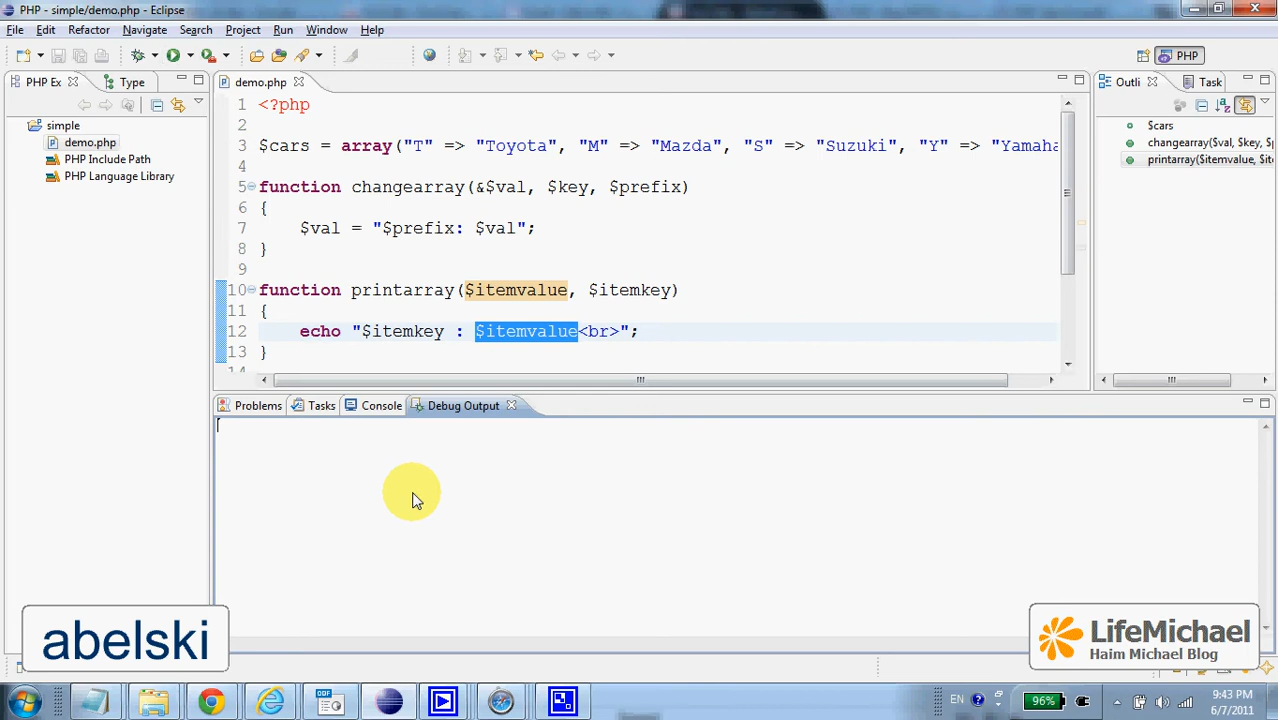 PHP - simple/demo.php - Eclipse
File Edit Refactor Navigate Search Project Run Window Help
PHP
PHP Ex Type
demo.php
Outli Task
simple
demo.php
PHP Include Path
PHP Language Library
1 <?php
2
3 $cars = array("T" => "Toyota", "M" => "Mazda", "S" => "Suzuki", "Y" => "Yamaha
4
5 function changearray(&$val, $key, $prefix)
6 {
7 $val = "$prefix: $val";
8 }
9
10 function printarray($itemvalue, $itemkey)
11 {
12 echo "$itemkey : $itemvalue<br>";
13 }
14
$cars
changearray($val, $key, $p
printarray($itemvalue, $ite
Problems Tasks Console Debug Output
abelski
LifeMichael
Haim Michael Blog
EN 96% 9:43 PM
6/7/2011